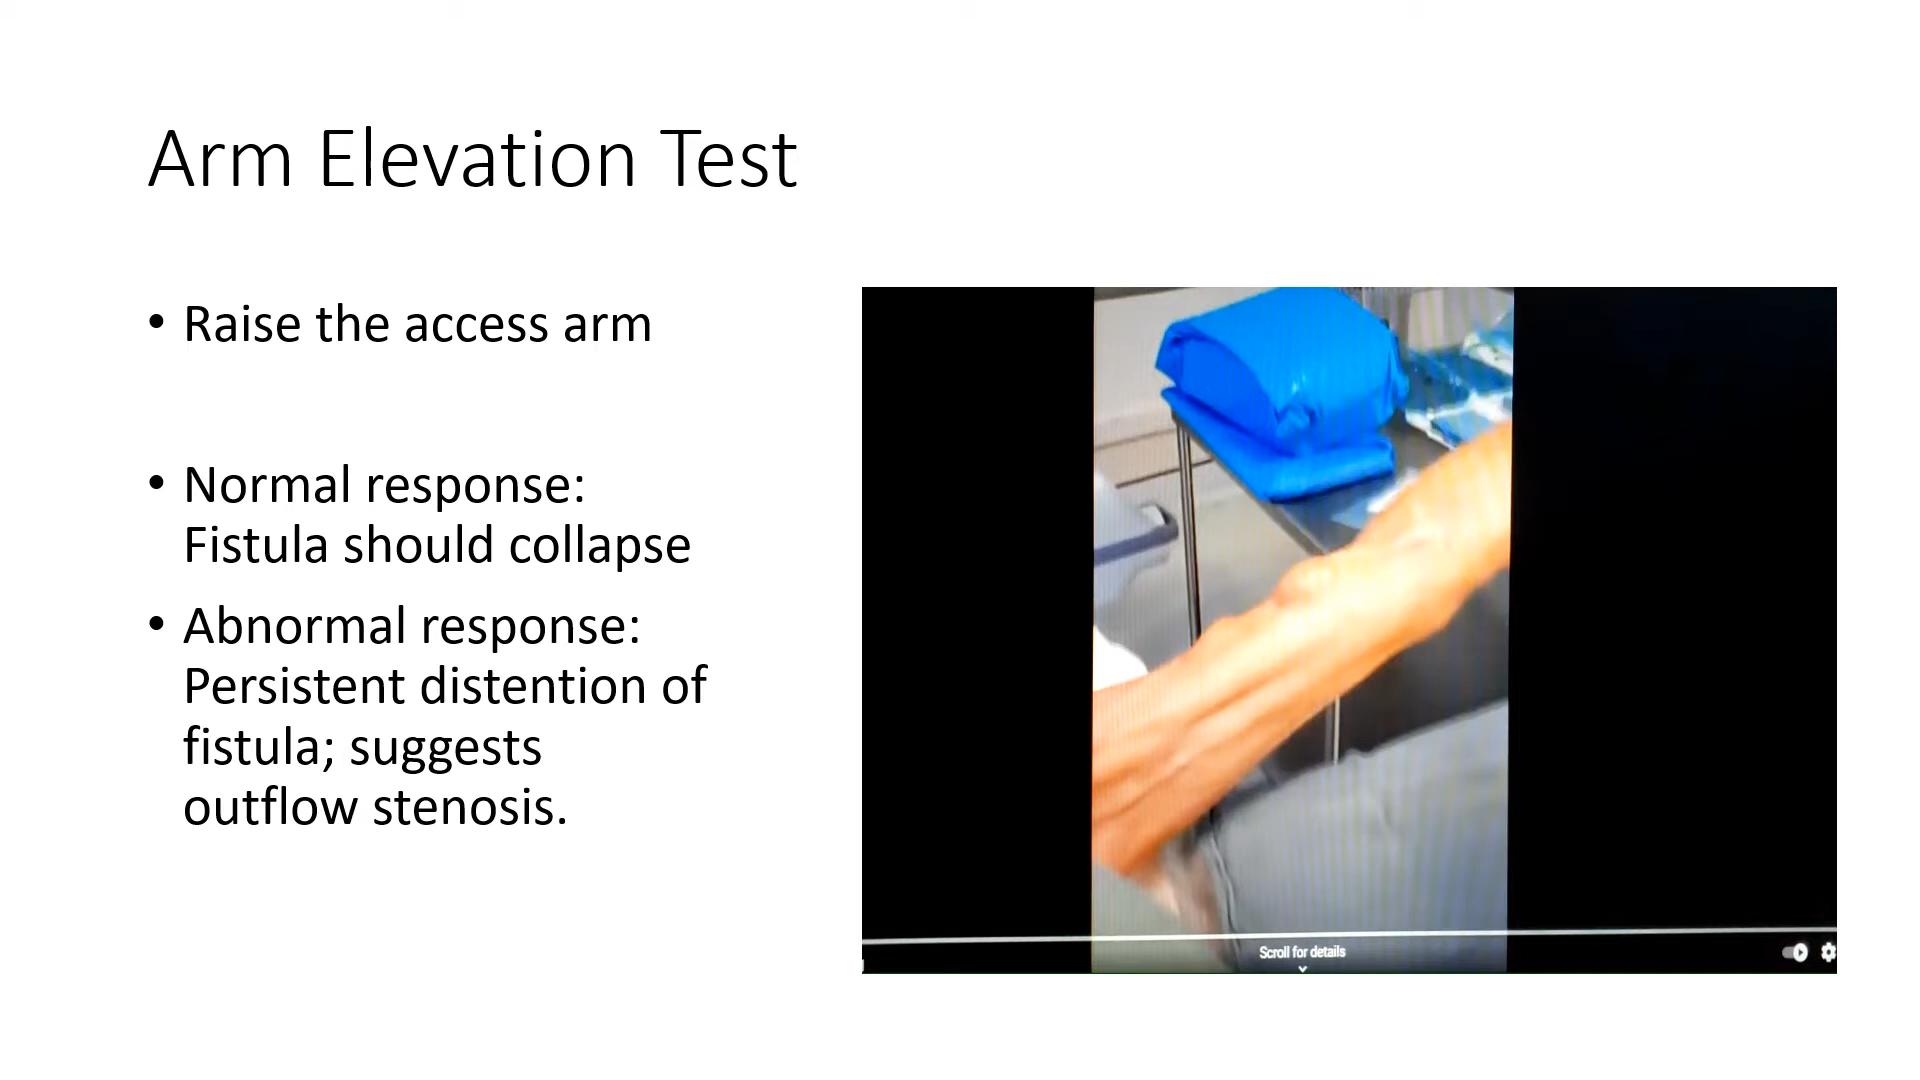 Arm Elevation Test
• Raise the access arm
• Normal response:
Fistula should collapse
• Abnormal response:
Persistent distention of
fistula; suggests
outflow stenosis.
Scroll for details